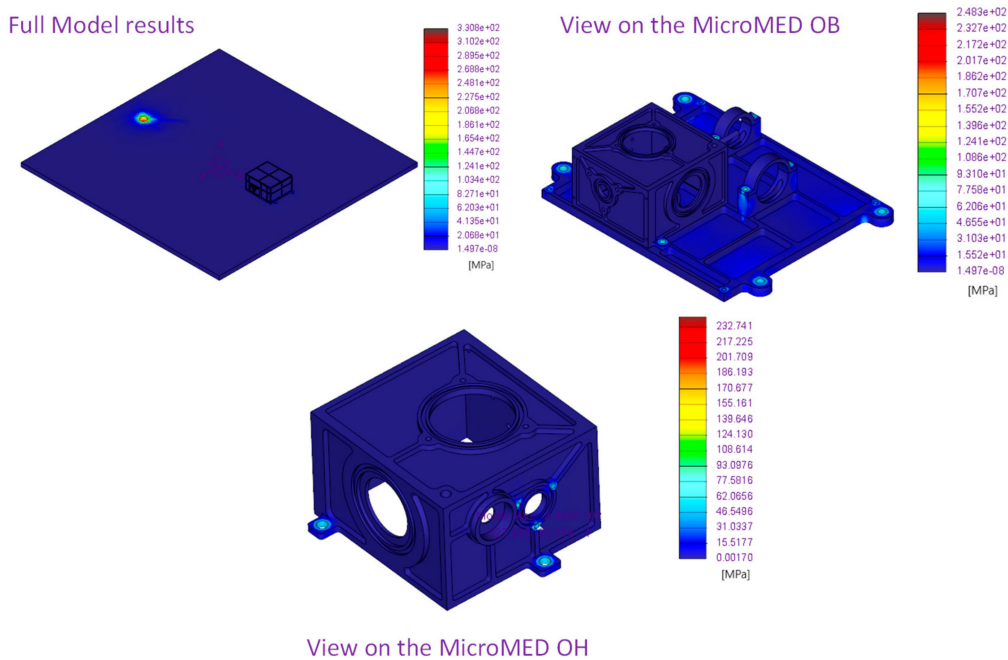 Full Model results
3.308e+02
3.102e+02
2.895e+02
2.688e+02
2.481e+02
2.275e+02
2.068e+02
1.861e+02
1.654e+02
1.447e+02
1.241e+02
1.034e+02
8.271e+01
6.203e+01
4.135e+01
2.068e+01
1.497e-08
[MPa]
View on the MicroMED OB
2.483e+02
2.327e+02
2.172e+02
2.017e+02
1.862e+02
1.707e+02
1.552e+02
1.396e+02
1.241e+02
1.086e+02
9.310e+01
7.758e+01
6.206e+01
4.655e+01
3.103e+01
1.552e+01
1.497e-08
[MPa]
232.741
217.225
201.709
186.193
170.677
155.161
139.646
124.130
108.614
93.0976
77.5816
62.0656
46.5496
31.0337
15.5177
0.00170
[MPa]
View on the MicroMED OH